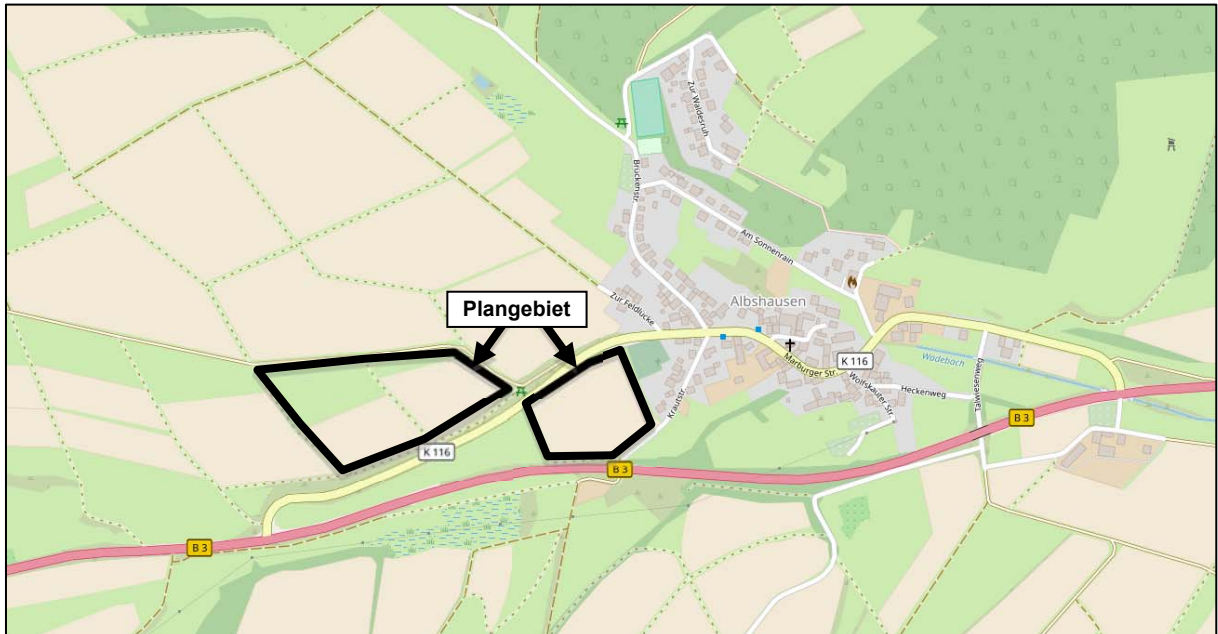 Zur Waldesruh
Brückenstr.
Am Sonnenrain
Zur Feldlücke
Albshausen
Plangebiet
K 116
Marburger Str.
Wolfskauter Str.
Heckenweg
Talwiesenweg
Wadebach
Krautstr.
K 116
B 3
B 3
B 3